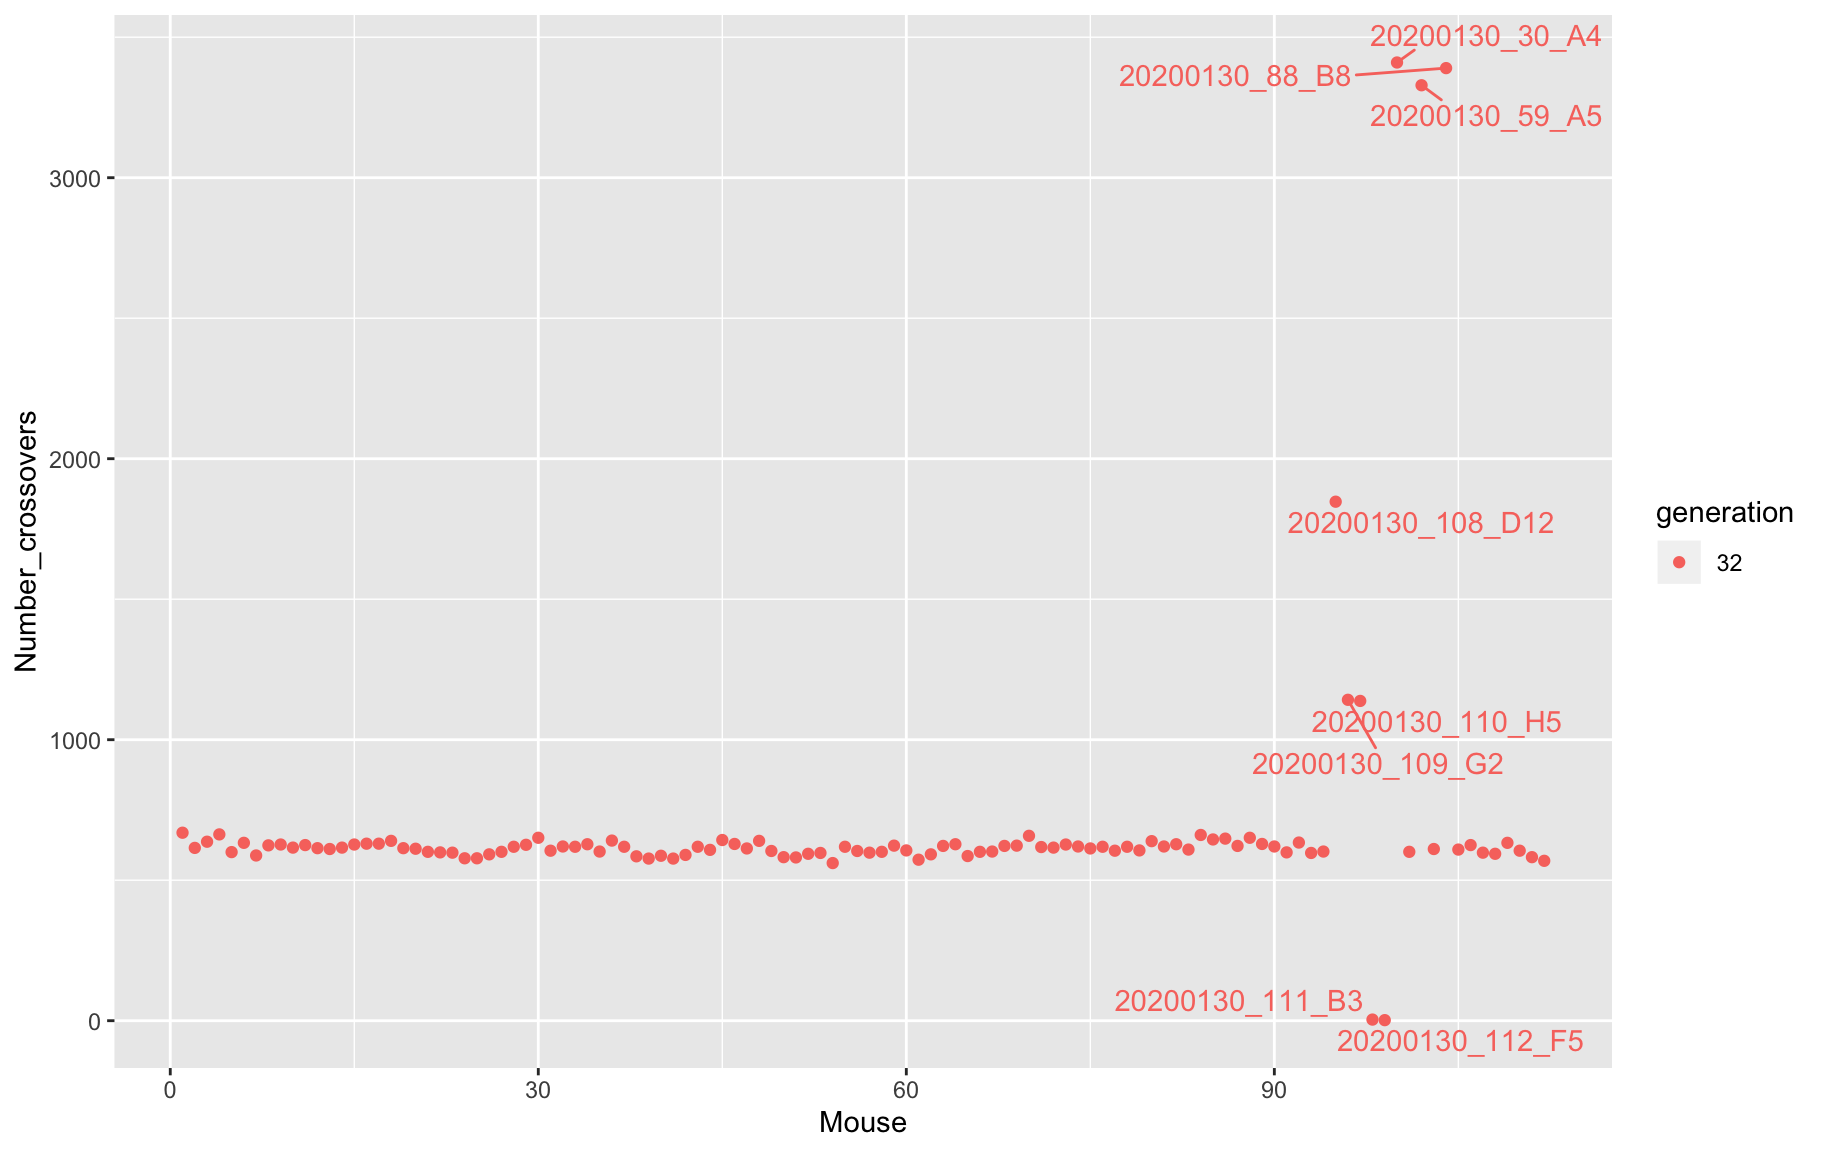 20200130_30_A4
20200130_88_B8
20200130_59_A5
3000
2000
20200130_108_D12
20200130_110_H5
1000
20200130_109_G2
20200130_111_B3
0
20200130_112_F5
0
30
60
90
Mouse
Number_crossovers
generation
32